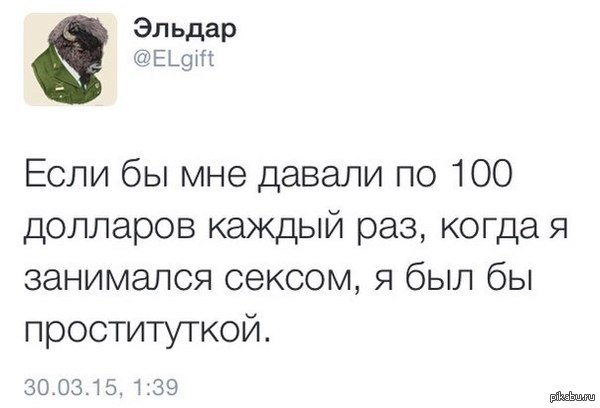 Эльдар
@ELgift
Если бы мне давали по 100
долларов каждый раз, когда я
занимался сексом, я был бы
проституткой.
30.03.15, 1:39
pikabu.ru